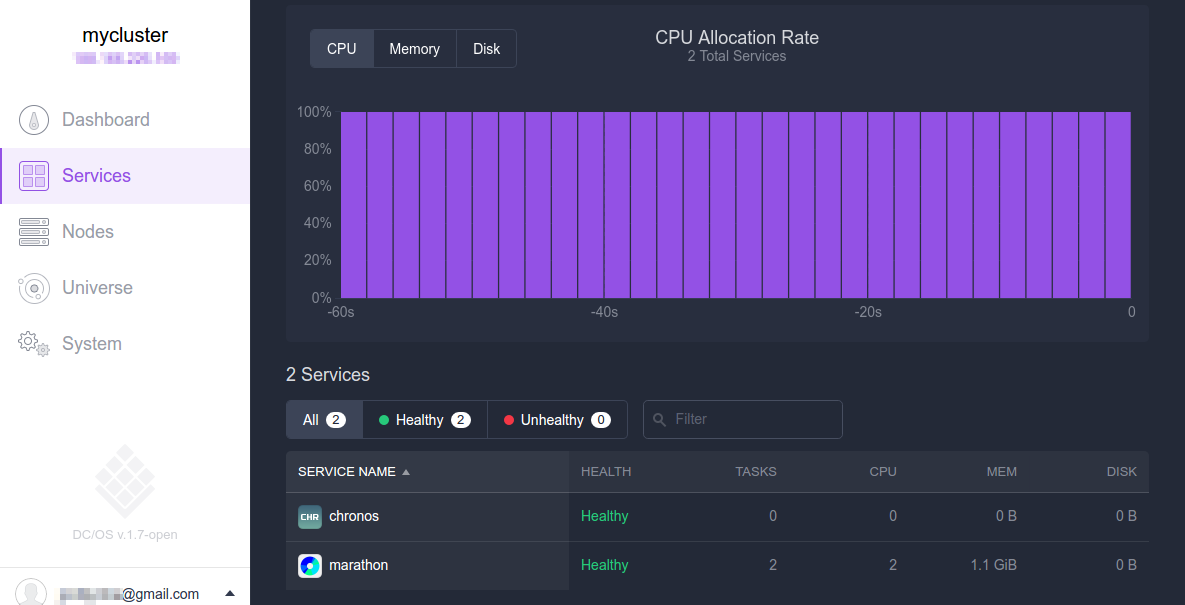 mycluster
Dashboard
Services
Nodes
Universe
System
DC/OS v.1.7-open
@gmail.com
CPU Memory Disk
CPU Allocation Rate
2 Total Services
100%
80%
60%
40%
20%
0%
-60s -40s -20s 0
2 Services
All 2 Healthy 2 Unhealthy 0 Filter
SERVICE NAME HEALTH TASKS CPU MEM DISK
CHR chronos Healthy 0 0 0 B 0 B
marathon Healthy 2 2 1.1 GiB 0 B